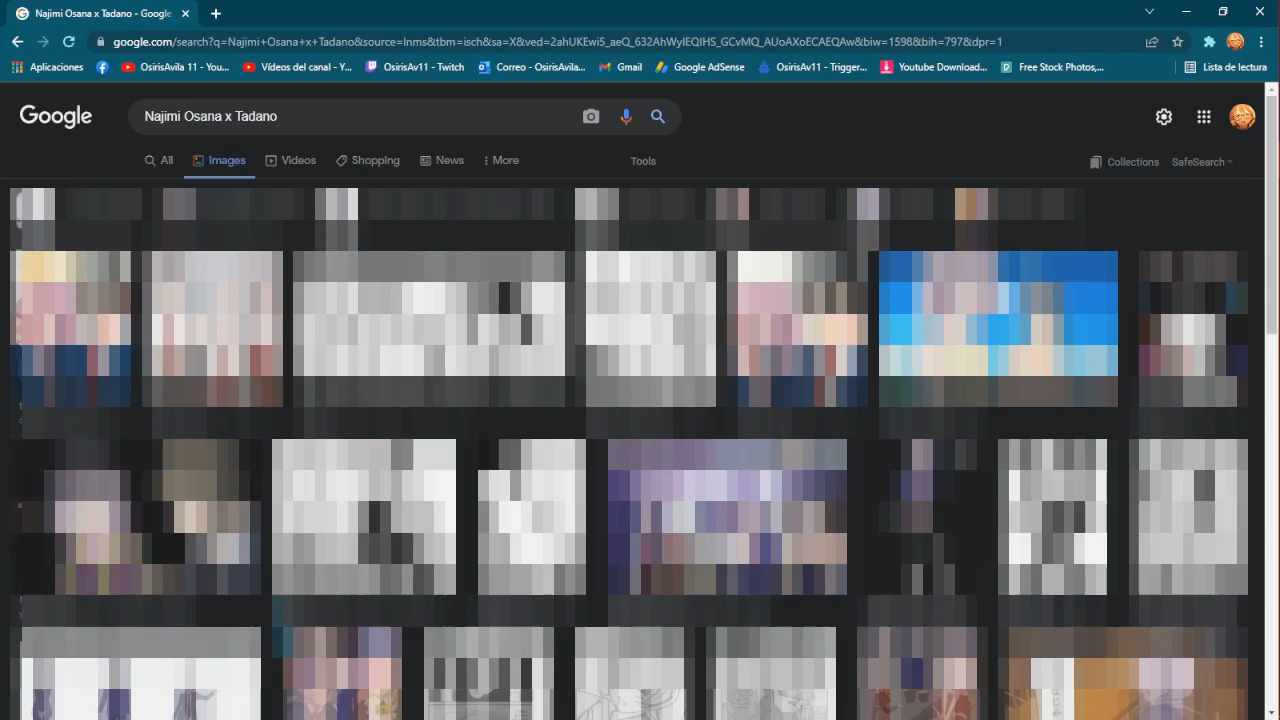 Najimi Osana x Tadano - Google
google.com/search?q=Najimi+Osana+x+Tadano&source=lnms&tbm=isch&sa=X&ved=2ahUKEwi5_aeQ_632AhWyIEQIHS_GCvMQ_AUoAXoECAEQAw&biw=1598&bih=797&dpr=1
Aplicaciones OsirisAvila 11 - You... Vídeos del canal - Y... OsirisAv11 - Twitch Correo - OsirisAvila... Gmail Google AdSense OsirisAv11 - Trigger... Youtube Download... Free Stock Photos,... Lista de lectura
Google Najimi Osana x Tadano
All Images Videos Shopping News More Tools Collections SafeSearch